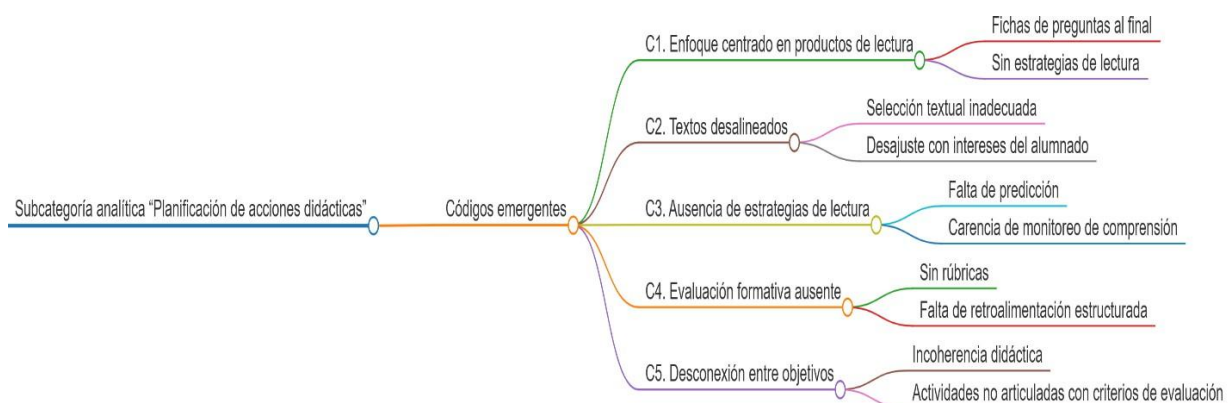 Subcategoría analítica “Planificación de acciones didácticas”
Códigos emergentes
C1. Enfoque centrado en productos de lectura
Fichas de preguntas al final
Sin estrategias de lectura
C2. Textos desalineados
Selección textual inadecuada
Desajuste con intereses del alumnado
C3. Ausencia de estrategias de lectura
Falta de predicción
Carencia de monitoreo de comprensión
C4. Evaluación formativa ausente
Sin rúbricas
Falta de retroalimentación estructurada
C5. Desconexión entre objetivos
Incoherencia didáctica
Actividades no articuladas con criterios de evaluación